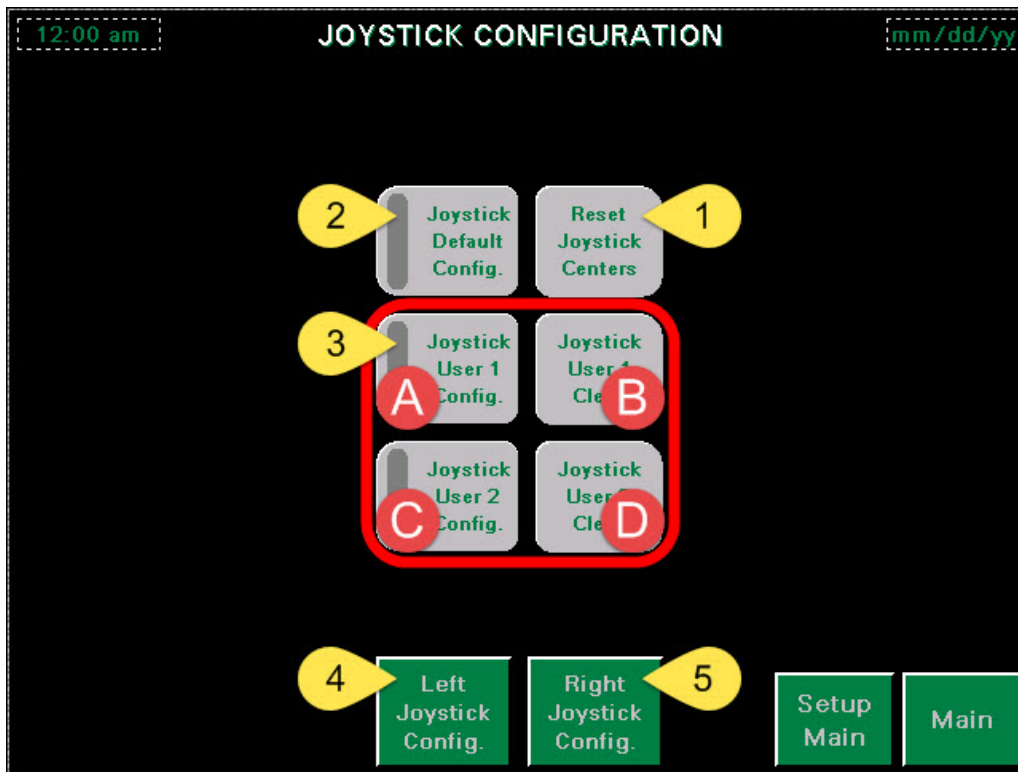 12:00 am
JOYSTICK CONFIGURATION
mm/dd/yy
2
Joystick
Default
Config.
Reset
Joystick
Centers
1
3
Joystick
User 1
Config.
A
Joystick
User 1
B
Joystick
User 2
Config.
C
Joystick
D
4
Left
Joystick
Config.
Right
Joystick
Config.
5
Setup
Main
Main